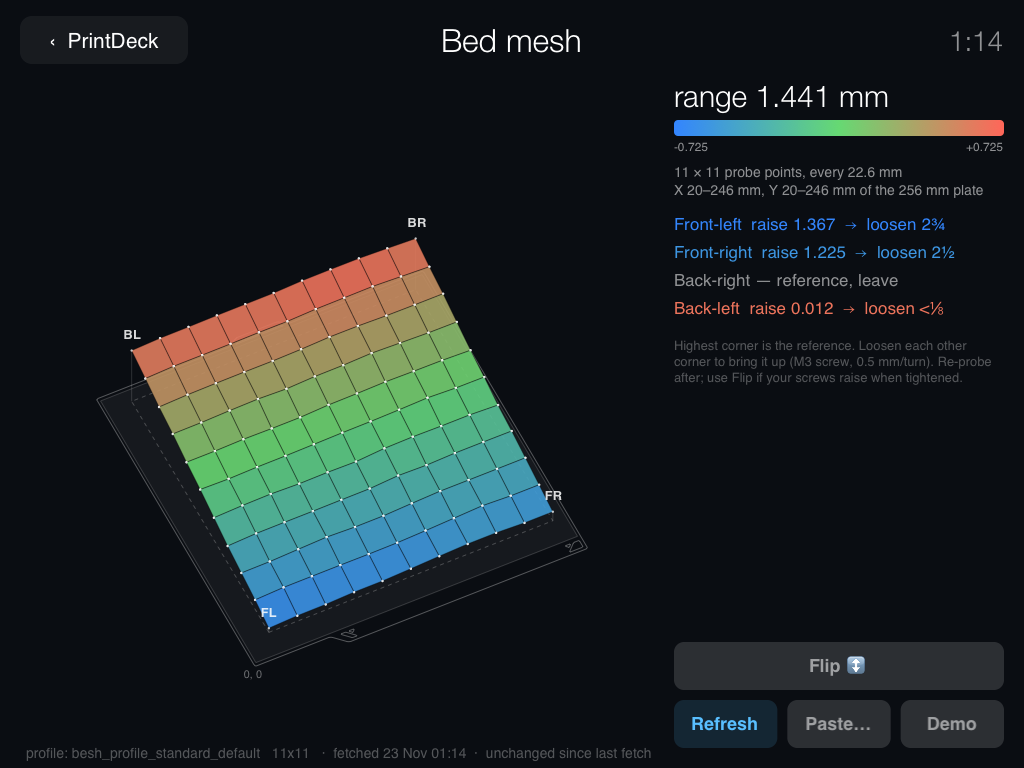 ‹ PrintDeck
Bed mesh
1:14
range 1.441 mm
-0.725 +0.725
11 × 11 probe points, every 22.6 mm
X 20–246 mm, Y 20–246 mm of the 256 mm plate
Front-left raise 1.367 → loosen 2¾
Front-right raise 1.225 → loosen 2½
Back-right — reference, leave
Back-left raise 0.012 → loosen <⅛
Highest corner is the reference. Loosen each other
corner to bring it up (M3 screw, 0.5 mm/turn). Re-probe
after; use Flip if your screws raise when tightened.
BR
BL
FR
FL
0, 0
Flip ↕️
Refresh
Paste…
Demo
profile: besh_profile_standard_default 11x11 · fetched 23 Nov 01:14 · unchanged since last fetch